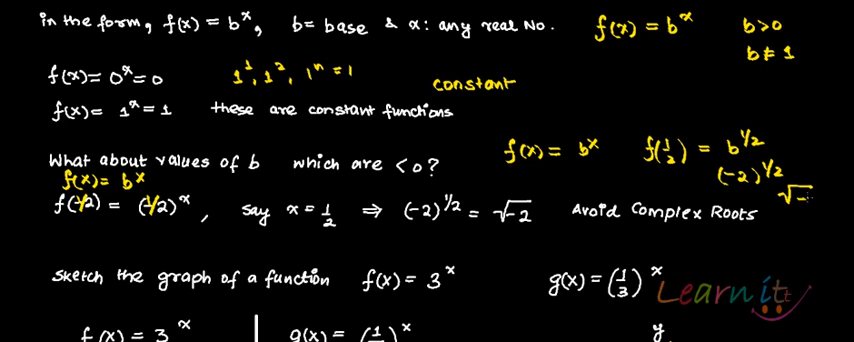 in the form, f(x) = b^x, b = base & x: any real No. f(x) = b^x b>0
b ≠ 1
f(x) = 0^x = 0 1^1, 1^2, 1^n = 1 constant
f(x) = 1^x = 1 these are constant functions
What about values of b which are <0? f(x) = b^x f(1/2) = b^1/2
f(x) = b^x (-2)^1/2
√-
f(-1/2) = (-1/2)^x, say x = 1/2 ⇒ (-2)^1/2 = √-2 Avoid Complex Roots
Sketch the graph of a function f(x) = 3^x g(x) = (1/3)^x
Learnitt
f(x) = 3^x g(x) = (1/ )^x y